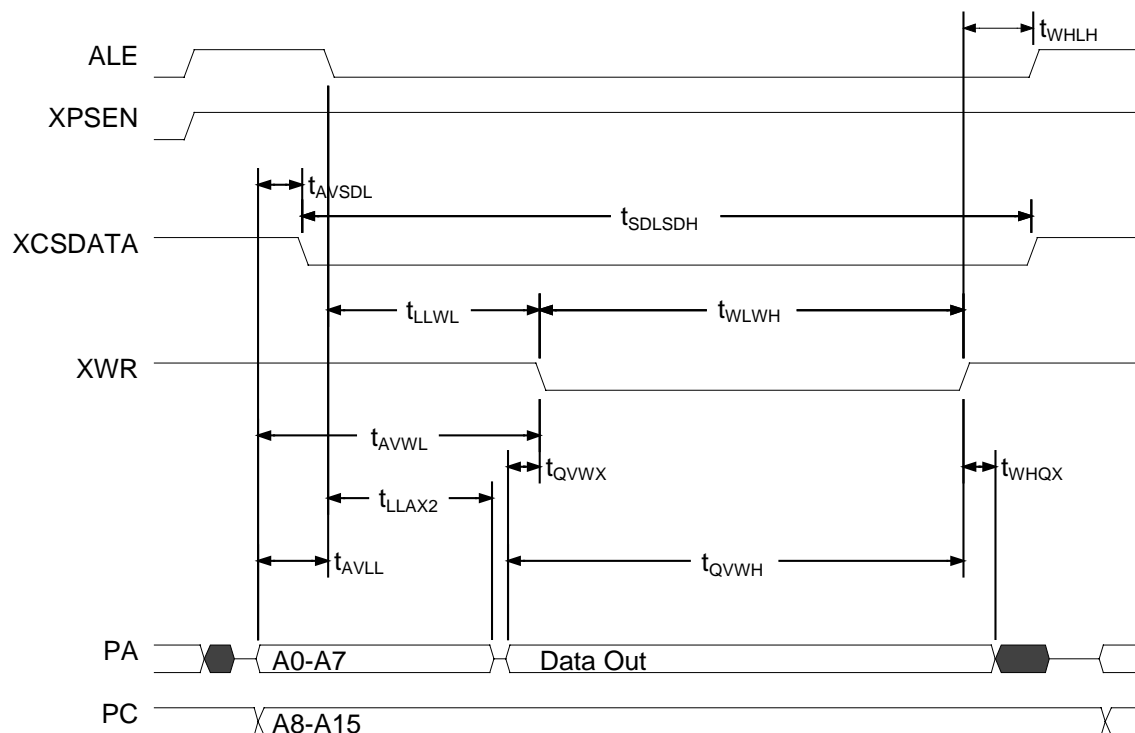 ALE
tWHLH
XPSEN
tAVSDL
tSDLSDH
XCSDATA
tLLWL
tWLWH
XWR
tAVWL
tQVWX
tWHQX
tLLAX2
tAVLL
tQVWH
PA
A0-A7
Data Out
PC
A8-A15